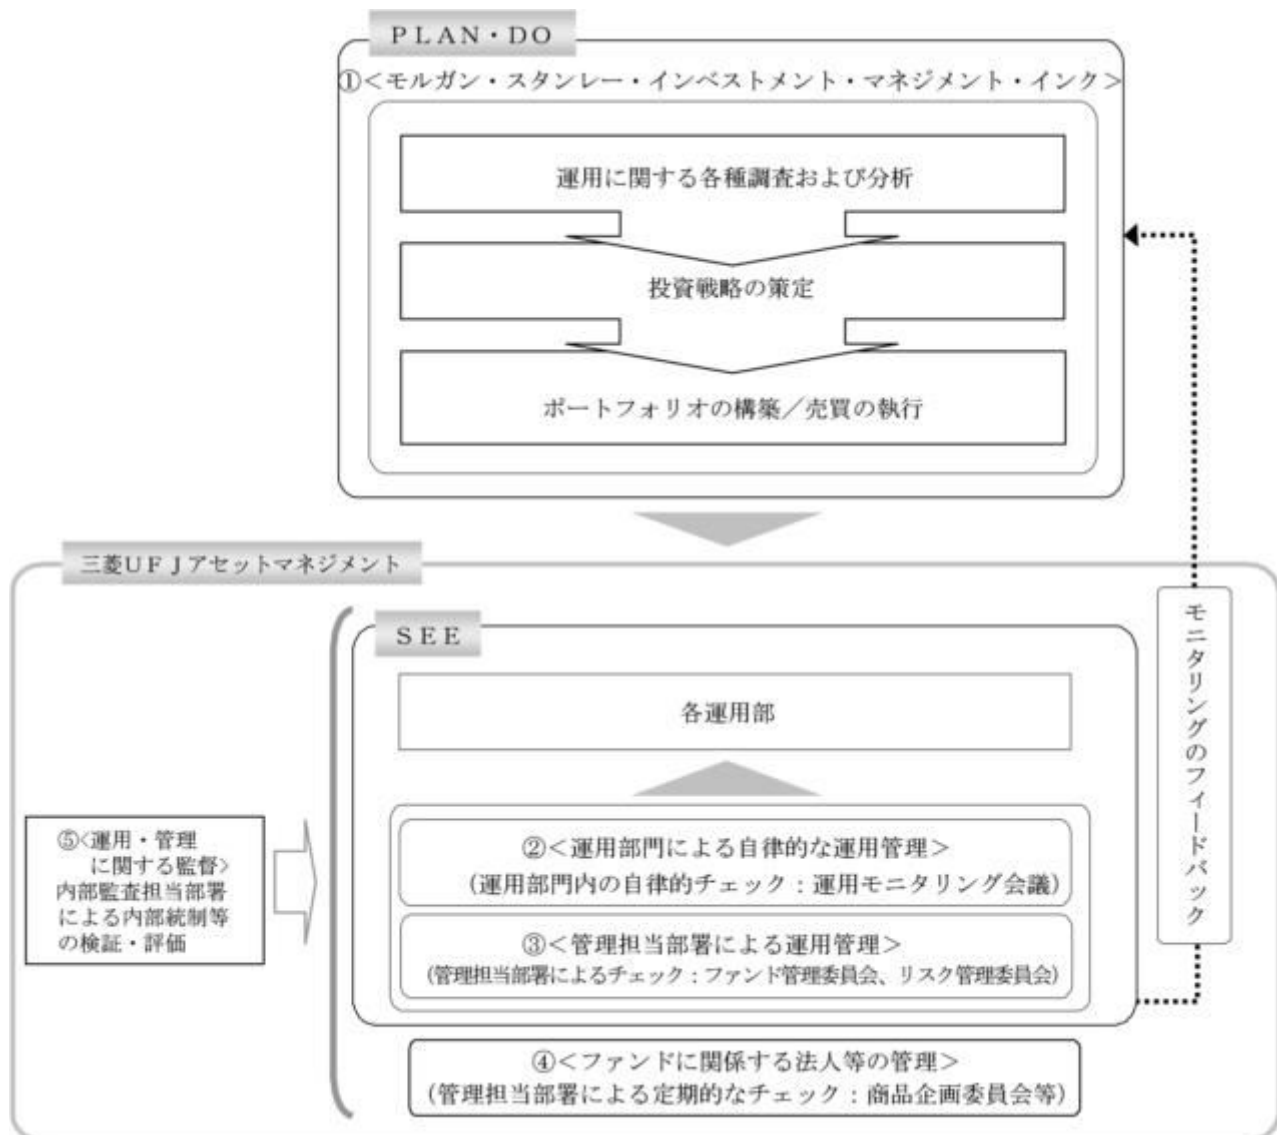 PLAN・DO
①<モルガン・スタンレー・インベストメント・マネジメント・インク>
運用に関する各種調査および分析
投資戦略の策定
ポートフォリオの構築／売買の執行
三菱ＵＦＪアセットマネジメント
SEE
各運用部
モニタリングのフィードバック
②<運用部門による自律的な運用管理>
(運用部門内の自律的チェック：運用モニタリング会議)
③<管理担当部署による運用管理>
(管理担当部署によるチェック：ファンド管理委員会、リスク管理委員会)
⑤<運用・管理
に関する監督>
内部監査担当部署
による内部統制等
の検証・評価
④<ファンドに関係する法人等の管理>
(管理担当部署による定期的なチェック：商品企画委員会等)